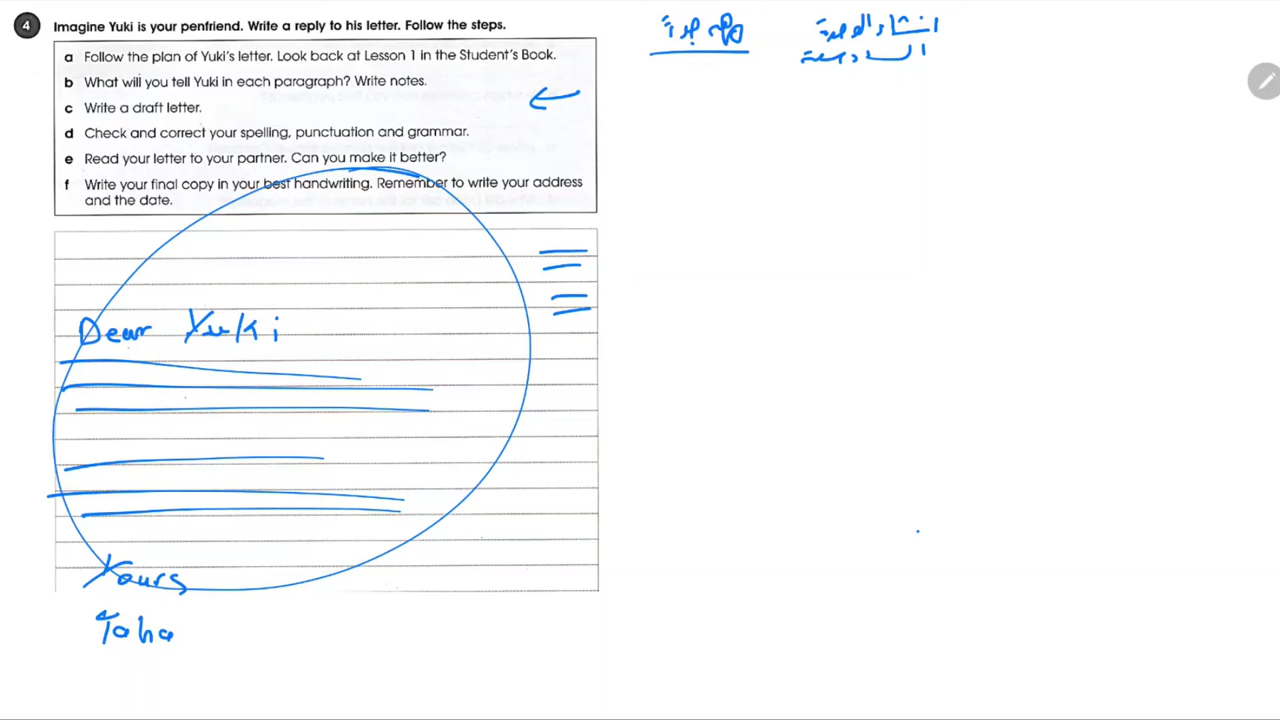 4 Imagine Yuki is your penfriend. Write a reply to his letter. Follow the steps.
a Follow the plan of Yuki's letter. Look back at Lesson 1 in the Student's Book.
b What will you tell Yuki in each paragraph? Write notes.
c Write a draft letter.
d Check and correct your spelling, punctuation and grammar.
e Read your letter to your partner. Can you make it better?
f Write your final copy in your best handwriting. Remember to write your address
and the date.
Dear Yuki
Yours
Taha